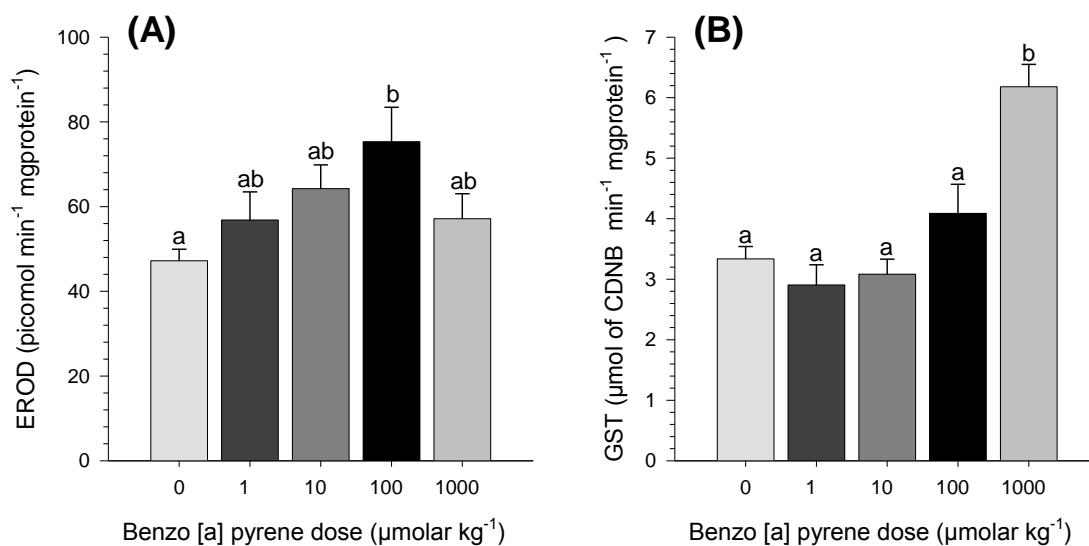 (A)
EROD (picomol min⁻¹ mgprotein⁻¹)
100
80
60
40
20
0
a
ab
ab
b
ab
0 1 10 100 1000
Benzo [a] pyrene dose (µmolar kg⁻¹)
(B)
GST (µmol of CDNB min⁻¹ mgprotein⁻¹ )
7
6
5
4
3
2
1
0
a
a
a
a
b
0 1 10 100 1000
Benzo [a] pyrene dose (µmolar kg⁻¹)